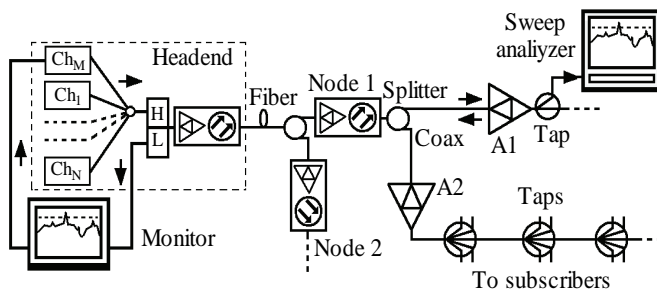 Sweep
analiyzer
Ch_M
Headend
Node 1
Fiber
Splitter
Ch_1
H
L
Coax
A1
Tap
A2
Taps
Ch_N
Monitor
Node 2
To subscribers